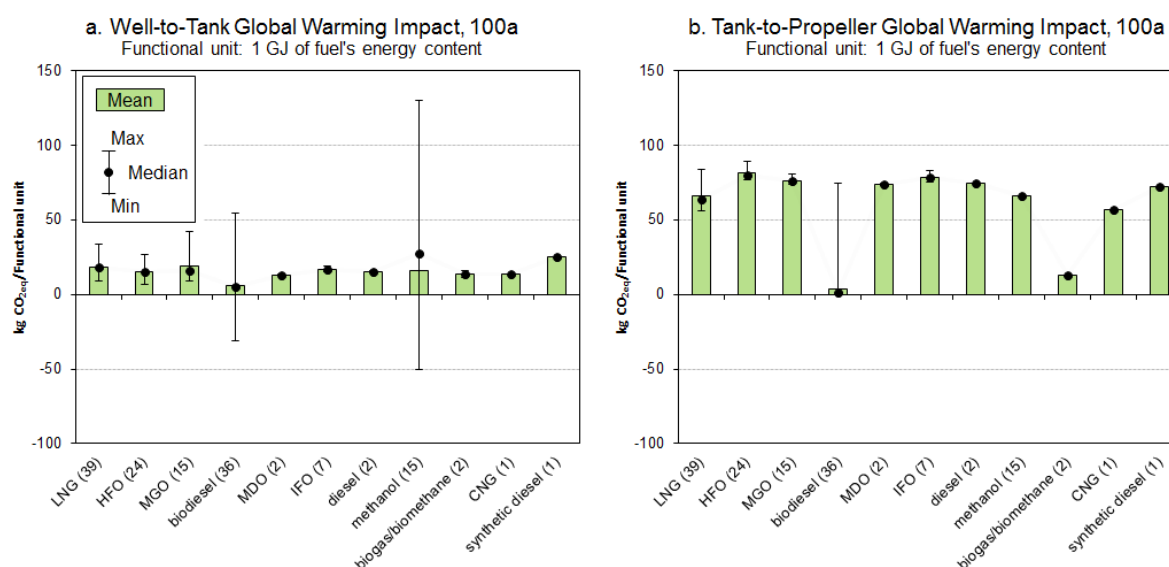 a. Well-to-Tank Global Warming Impact, 100a
Functional unit: 1 GJ of fuel's energy content
150
100
50
0
-50
-100
kg CO2eq/Functional unit
Mean
Max
Median
Min
LNG (39)
HFO (24)
MGO (15)
biodiesel (36)
MDO (2)
IFO (7)
diesel (2)
methanol (15)
biogas/biomethane (2)
CNG (1)
synthetic diesel (1)
b. Tank-to-Propeller Global Warming Impact, 100a
Functional unit: 1 GJ of fuel's energy content
150
100
50
0
-50
-100
kg CO2eq/Functional unit
LNG (39)
HFO (24)
MGO (15)
biodiesel (36)
MDO (2)
IFO (7)
diesel (2)
methanol (15)
biogas/biomethane (2)
CNG (1)
synthetic diesel (1)